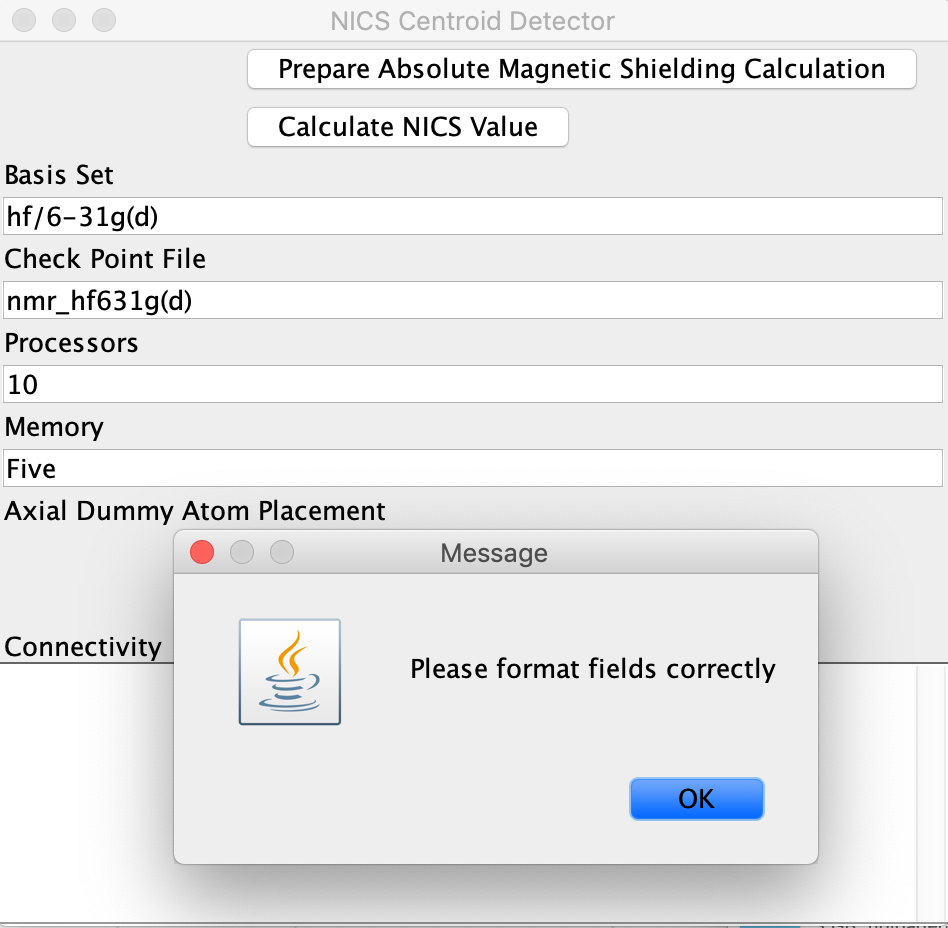 NICS Centroid Detector
Prepare Absolute Magnetic Shielding Calculation
Calculate NICS Value
Basis Set
hf/6-31g(d)
Check Point File
nmr_hf631g(d)
Processors
10
Memory
Five
Axial Dummy Atom Placement
Message
Connectivity
Please format fields correctly
OK